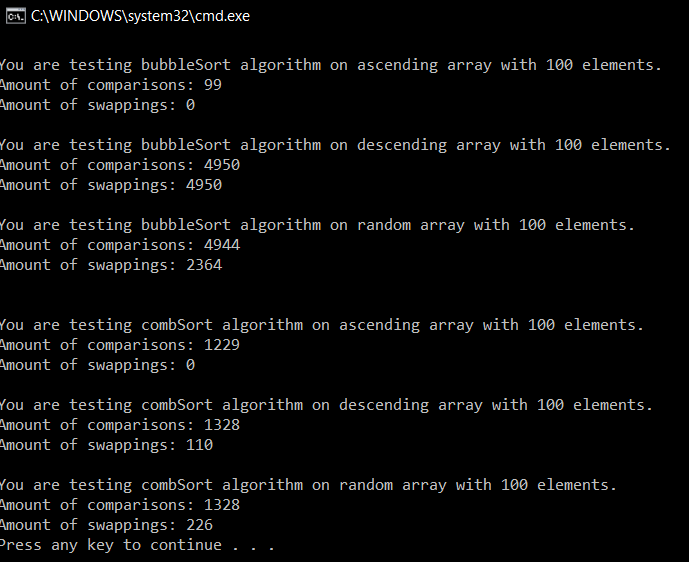 C:\WINDOWS\system32\cmd.exe
You are testing bubbleSort algorithm on ascending array with 100 elements.
Amount of comparisons: 99
Amount of swappings: 0
You are testing bubbleSort algorithm on descending array with 100 elements.
Amount of comparisons: 4950
Amount of swappings: 4950
You are testing bubbleSort algorithm on random array with 100 elements.
Amount of comparisons: 4944
Amount of swappings: 2364
You are testing combSort algorithm on ascending array with 100 elements.
Amount of comparisons: 1229
Amount of swappings: 0
You are testing combSort algorithm on descending array with 100 elements.
Amount of comparisons: 1328
Amount of swappings: 110
You are testing combSort algorithm on random array with 100 elements.
Amount of comparisons: 1328
Amount of swappings: 226
Press any key to continue . . .